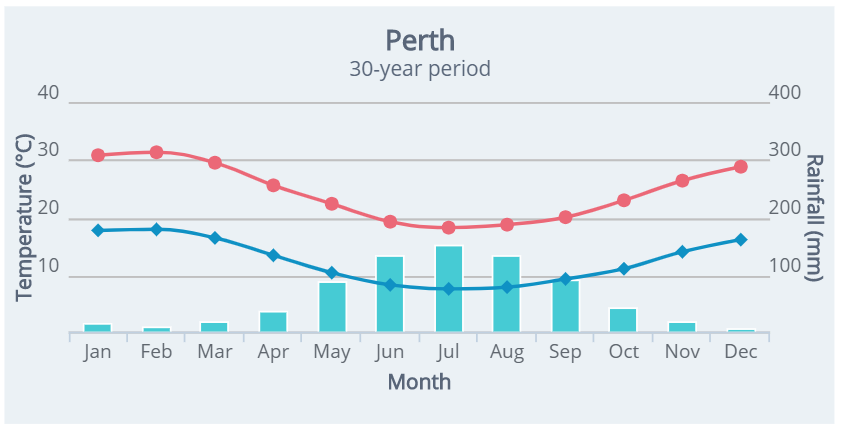 Perth
30-year period
40
400
30
300
20
200
10
100
Temperature (°C)
Rainfall (mm)
Jan Feb Mar Apr May Jun Jul Aug Sep Oct Nov Dec
Month